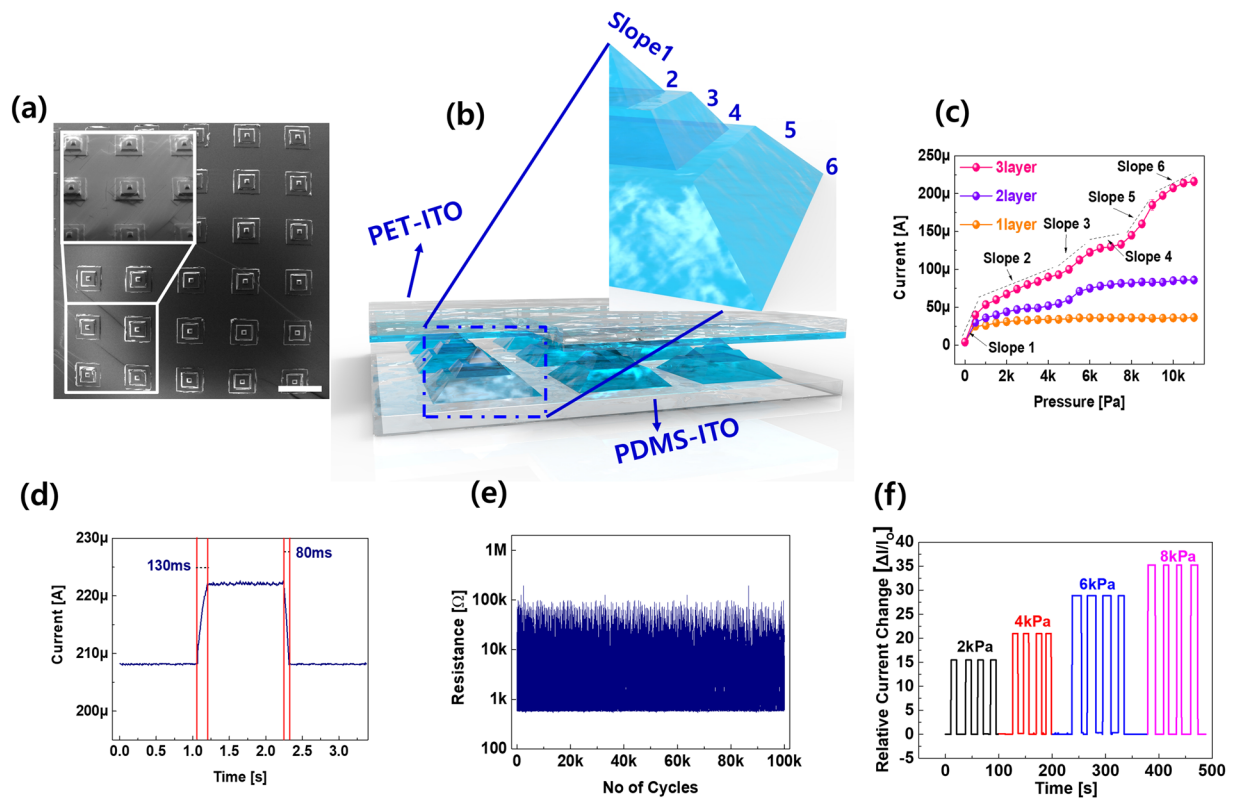 (a)
(b)
Slope1
2
3
4
5
6
PET-ITO
PDMS-ITO
(c)
250µ
200µ
150µ
100µ
50µ
0
Current [A]
3layer
2layer
1layer
Slope 1
Slope 2
Slope 3
Slope 4
Slope 5
Slope 6
0 2k 4k 6k 8k 10k
Pressure [Pa]
(d)
230µ
220µ
210µ
200µ
Current [A]
130ms
80ms
0.0 0.5 1.0 1.5 2.0 2.5 3.0
Time [s]
(e)
1M
100k
10k
1k
100
Resistance [Ω]
0 20k 40k 60k 80k 100k
No of Cycles
(f)
40
35
30
25
20
15
10
5
0
-5
Relative Current Change [ΔI/I₀]
2kPa
4kPa
6kPa
8kPa
0 100 200 300 400 500
Time [s]